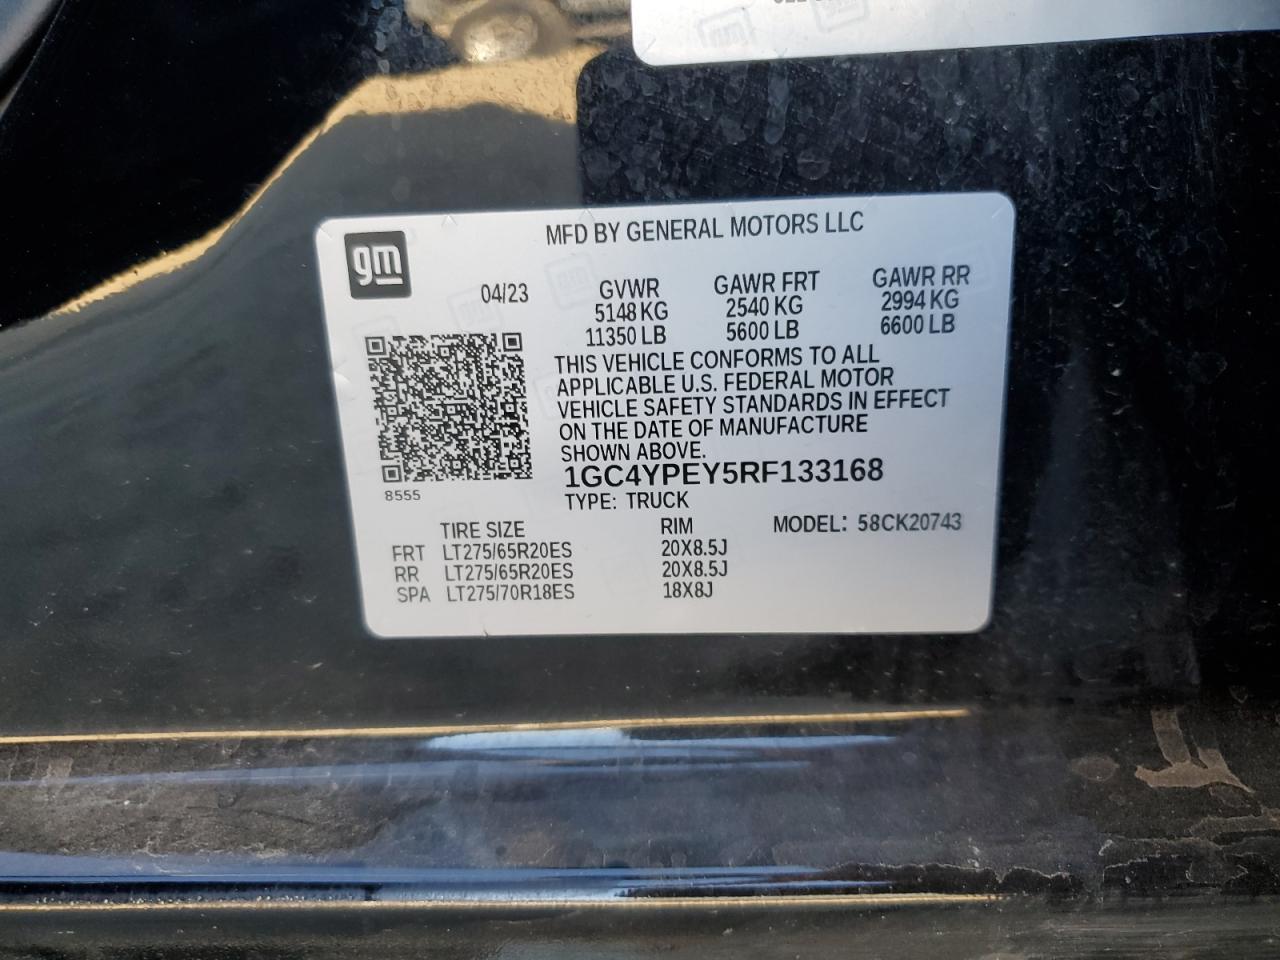 MFD BY GENERAL MOTORS LLC
gm
04/23
GVWR GAWR FRT GAWR RR
5148 KG 2540 KG 2994 KG
11350 LB 5600 LB 6600 LB
THIS VEHICLE CONFORMS TO ALL
APPLICABLE U.S. FEDERAL MOTOR
VEHICLE SAFETY STANDARDS IN EFFECT
ON THE DATE OF MANUFACTURE
SHOWN ABOVE.
1GC4YPEY5RF133168
8555
TYPE: TRUCK
TIRE SIZE RIM MODEL: 58CK20743
FRT LT275/65R20ES 20X8.5J
RR LT275/65R20ES 20X8.5J
SPA LT275/70R18ES 18X8J